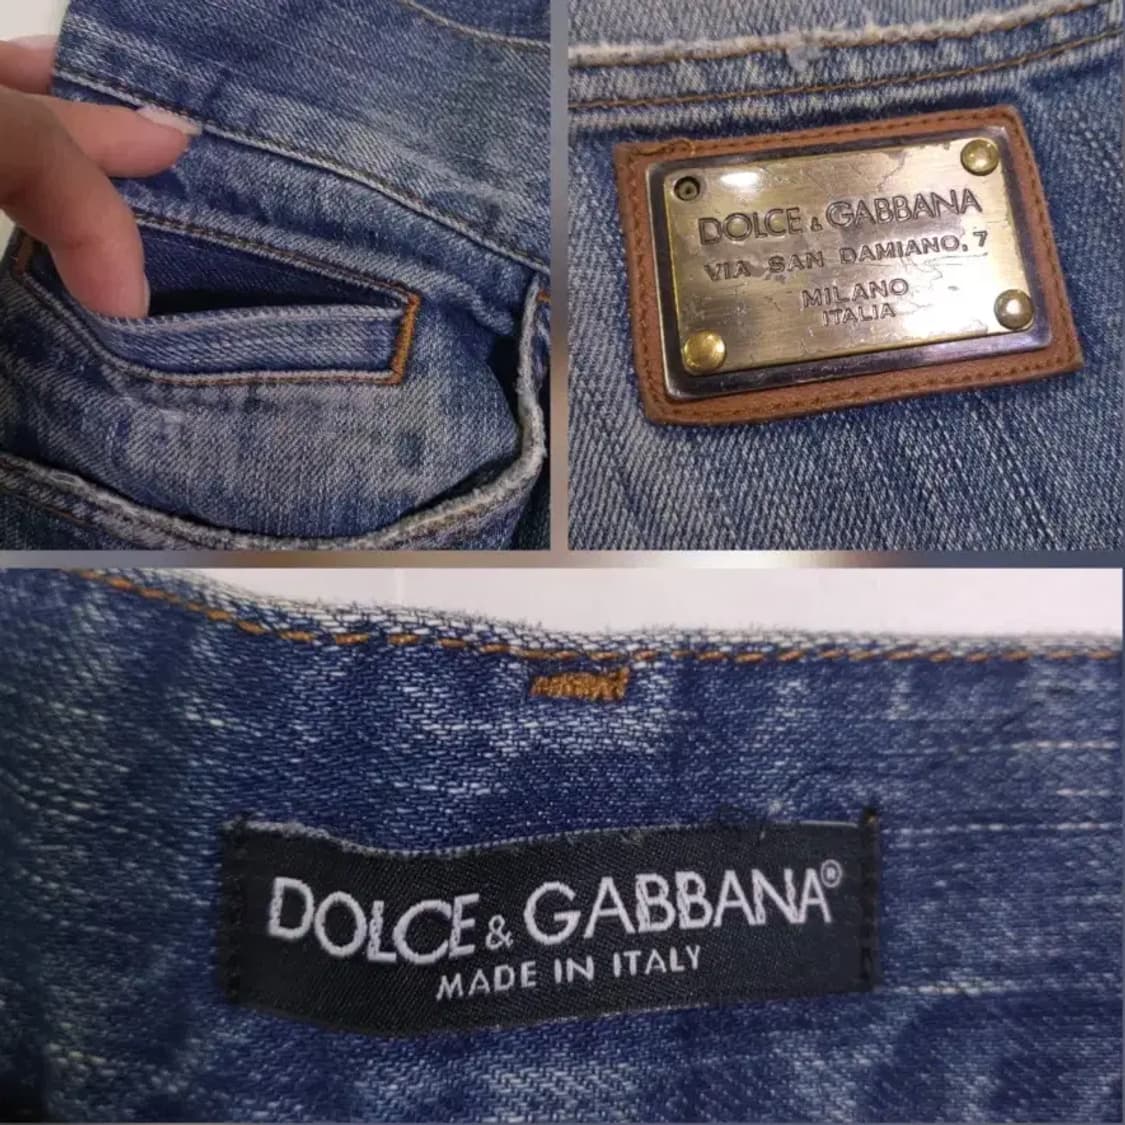 DOLCE & GABBANA
VIA SAN DAMIANO, 7
MILANO
ITALIA
DOLCE & GABBANA®
MADE IN ITALY